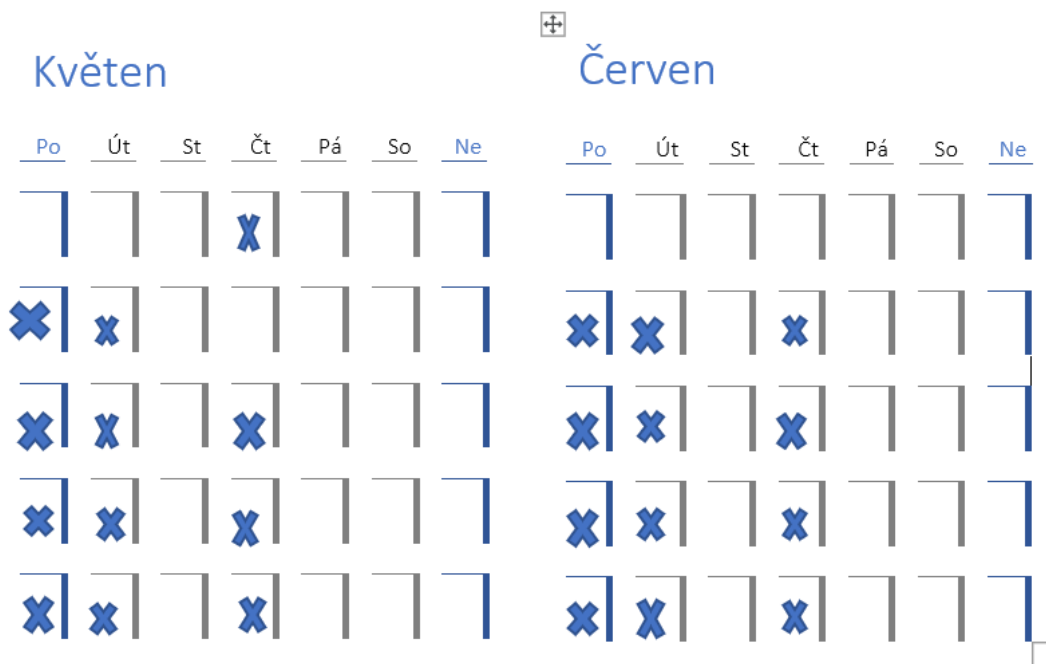 Květen
Po Út St Čt Pá So Ne
Červen
Po Út St Čt Pá So Ne